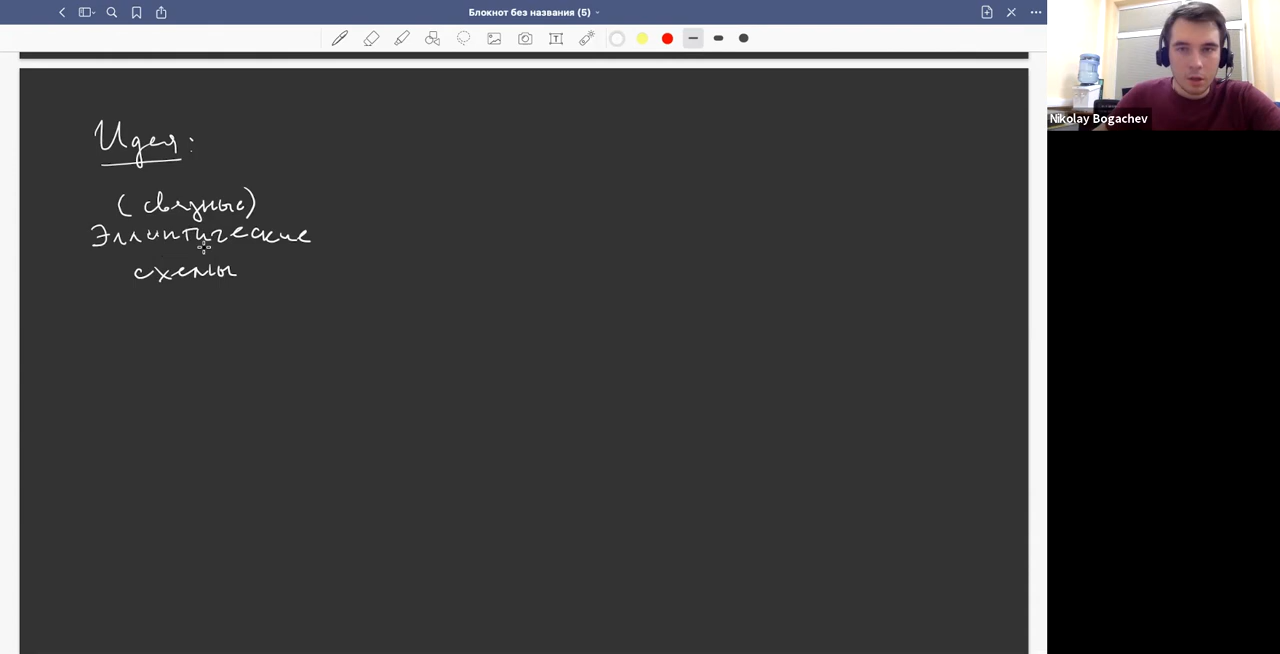 Блокнот без названия (5)
Nikolay Bogachev
Идея:
(связные)
Эллиптические
схемы